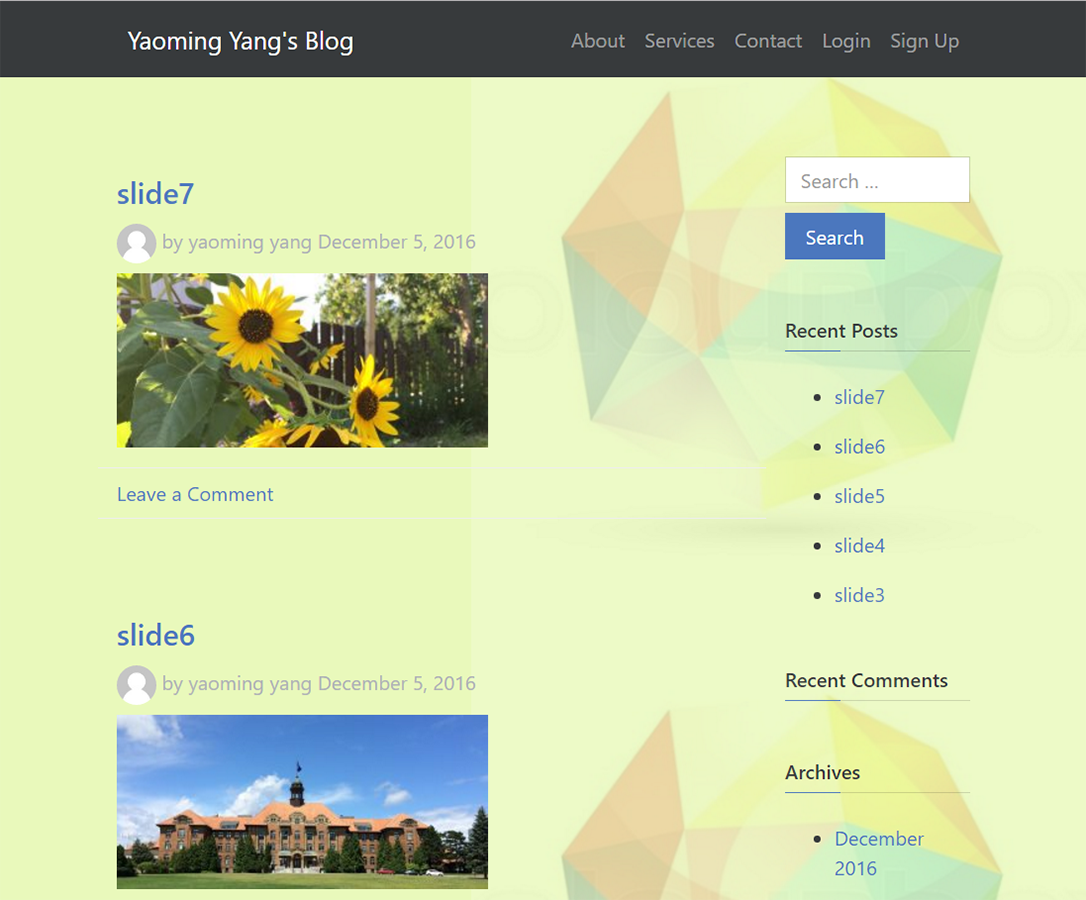 Yaoming Yang's Blog
About Services Contact Login Sign Up
slide7
by yaoming yang December 5, 2016
Leave a Comment
slide6
by yaoming yang December 5, 2016
Search ...
Search
Recent Posts
slide7
slide6
slide5
slide4
slide3
Recent Comments
Archives
December
2016